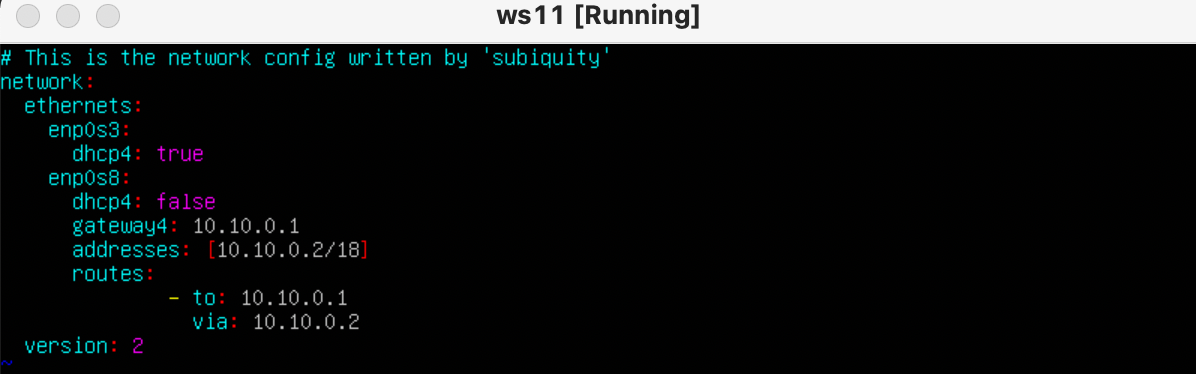 ws11 [Running]
# This is the network config written by 'subiquity'
network:
  ethernets:
    enp0s3:
      dhcp4: true
    enp0s8:
      dhcp4: false
      gateway4: 10.10.0.1
      addresses: [10.10.0.2/18]
      routes:
              - to: 10.10.0.1
                via: 10.10.0.2
  version: 2
~